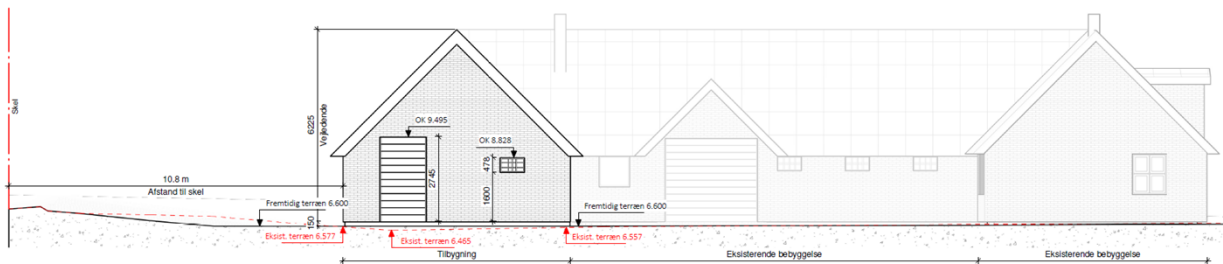 Skel
6225
Vejledende
OK 9.495
OK 8.828
2745
478
1600
10.8 m
Afstand til skel
Fremtidig terræn 6.600
Fremtidig terræn 6.600
150
Eksist. terræn 6.577
Eksist. terræn 6.465
Eksist. terræn 6.557
Tilbygning
Eksisterende bebyggelse
Eksisterende bebyggelse